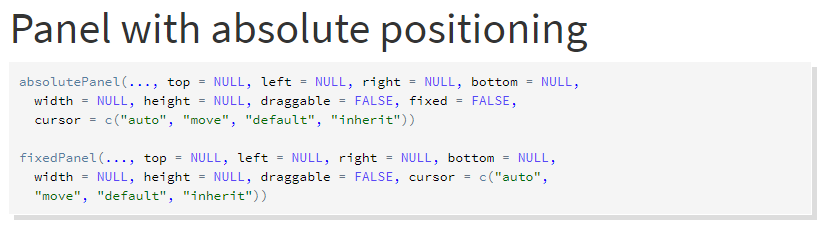 Panel with absolute positioning
absolutePanel(..., top = NULL, left = NULL, right = NULL, bottom = NULL,
  width = NULL, height = NULL, draggable = FALSE, fixed = FALSE,
  cursor = c("auto", "move", "default", "inherit"))
fixedPanel(..., top = NULL, left = NULL, right = NULL, bottom = NULL,
  width = NULL, height = NULL, draggable = FALSE, cursor = c("auto",
  "move", "default", "inherit"))